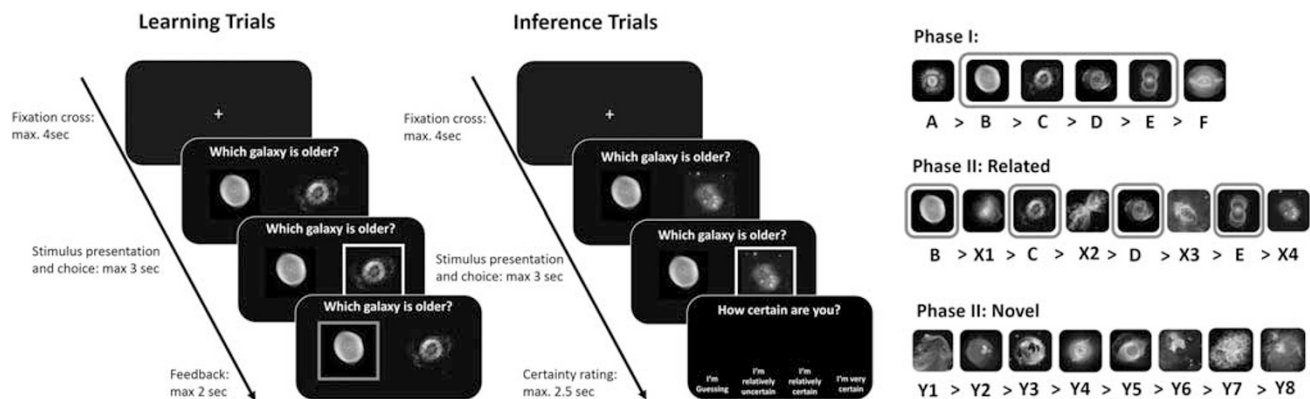 Learning Trials
Fixation cross:
max. 4sec
+
Which galaxy is older?
Which galaxy is older?
Stimulus presentation
and choice: max 3 sec
Which galaxy is older?
Feedback:
max 2 sec
Inference Trials
Fixation cross:
max. 4sec
+
Which galaxy is older?
Which galaxy is older?
Stimulus presentation
and choice: max 3 sec
How certain are you?
I'm
Guessing
I'm
relatively
uncertain
I'm
relatively
certain
I'm very
certain
Certainty rating:
max. 2.5 sec
Phase I:
A > B > C > D > E > F
Phase II: Related
B > X1 > C > X2 > D > X3 > E > X4
Phase II: Novel
Y1 > Y2 > Y3 > Y4 > Y5 > Y6 > Y7 > Y8